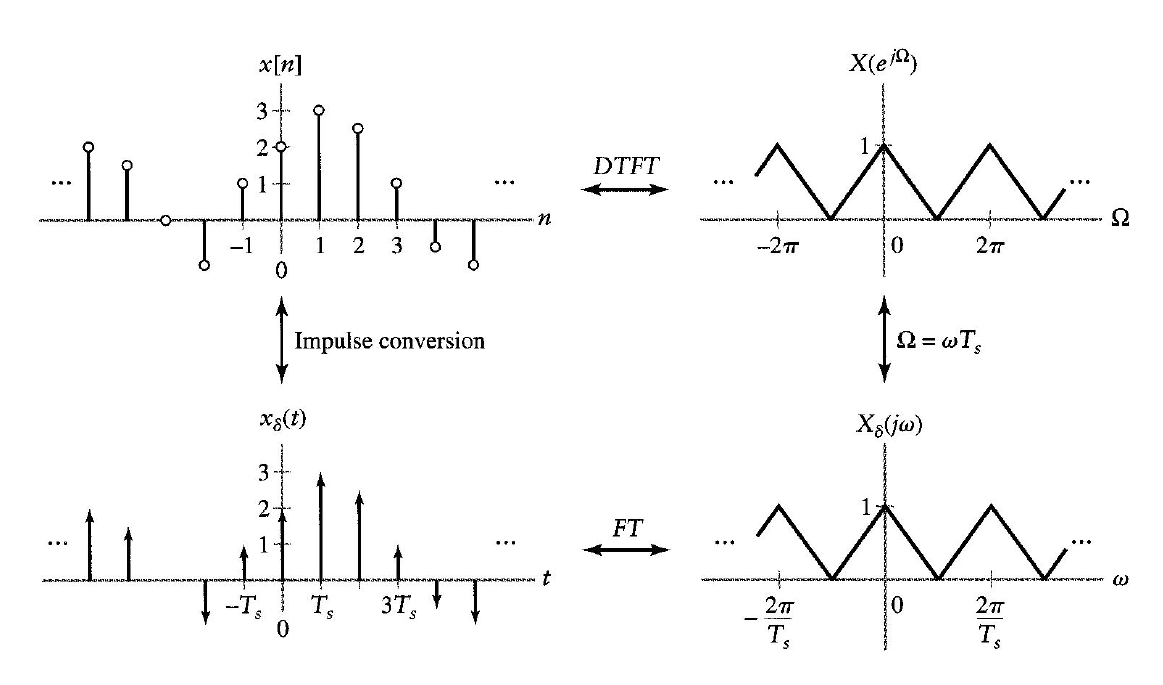 x[n]
3
2
1
...
...
n
–1
1
2
3
0
DTFT
X(e^{jΩ})
1
...
...
Ω
–2π
0
2π
Impulse conversion
Ω = ωT_s
x_δ(t)
3
2
1
...
...
t
–T_s
T_s
3T_s
0
FT
X_δ(jω)
1
...
...
ω
– 2π/T_s
0
2π/T_s